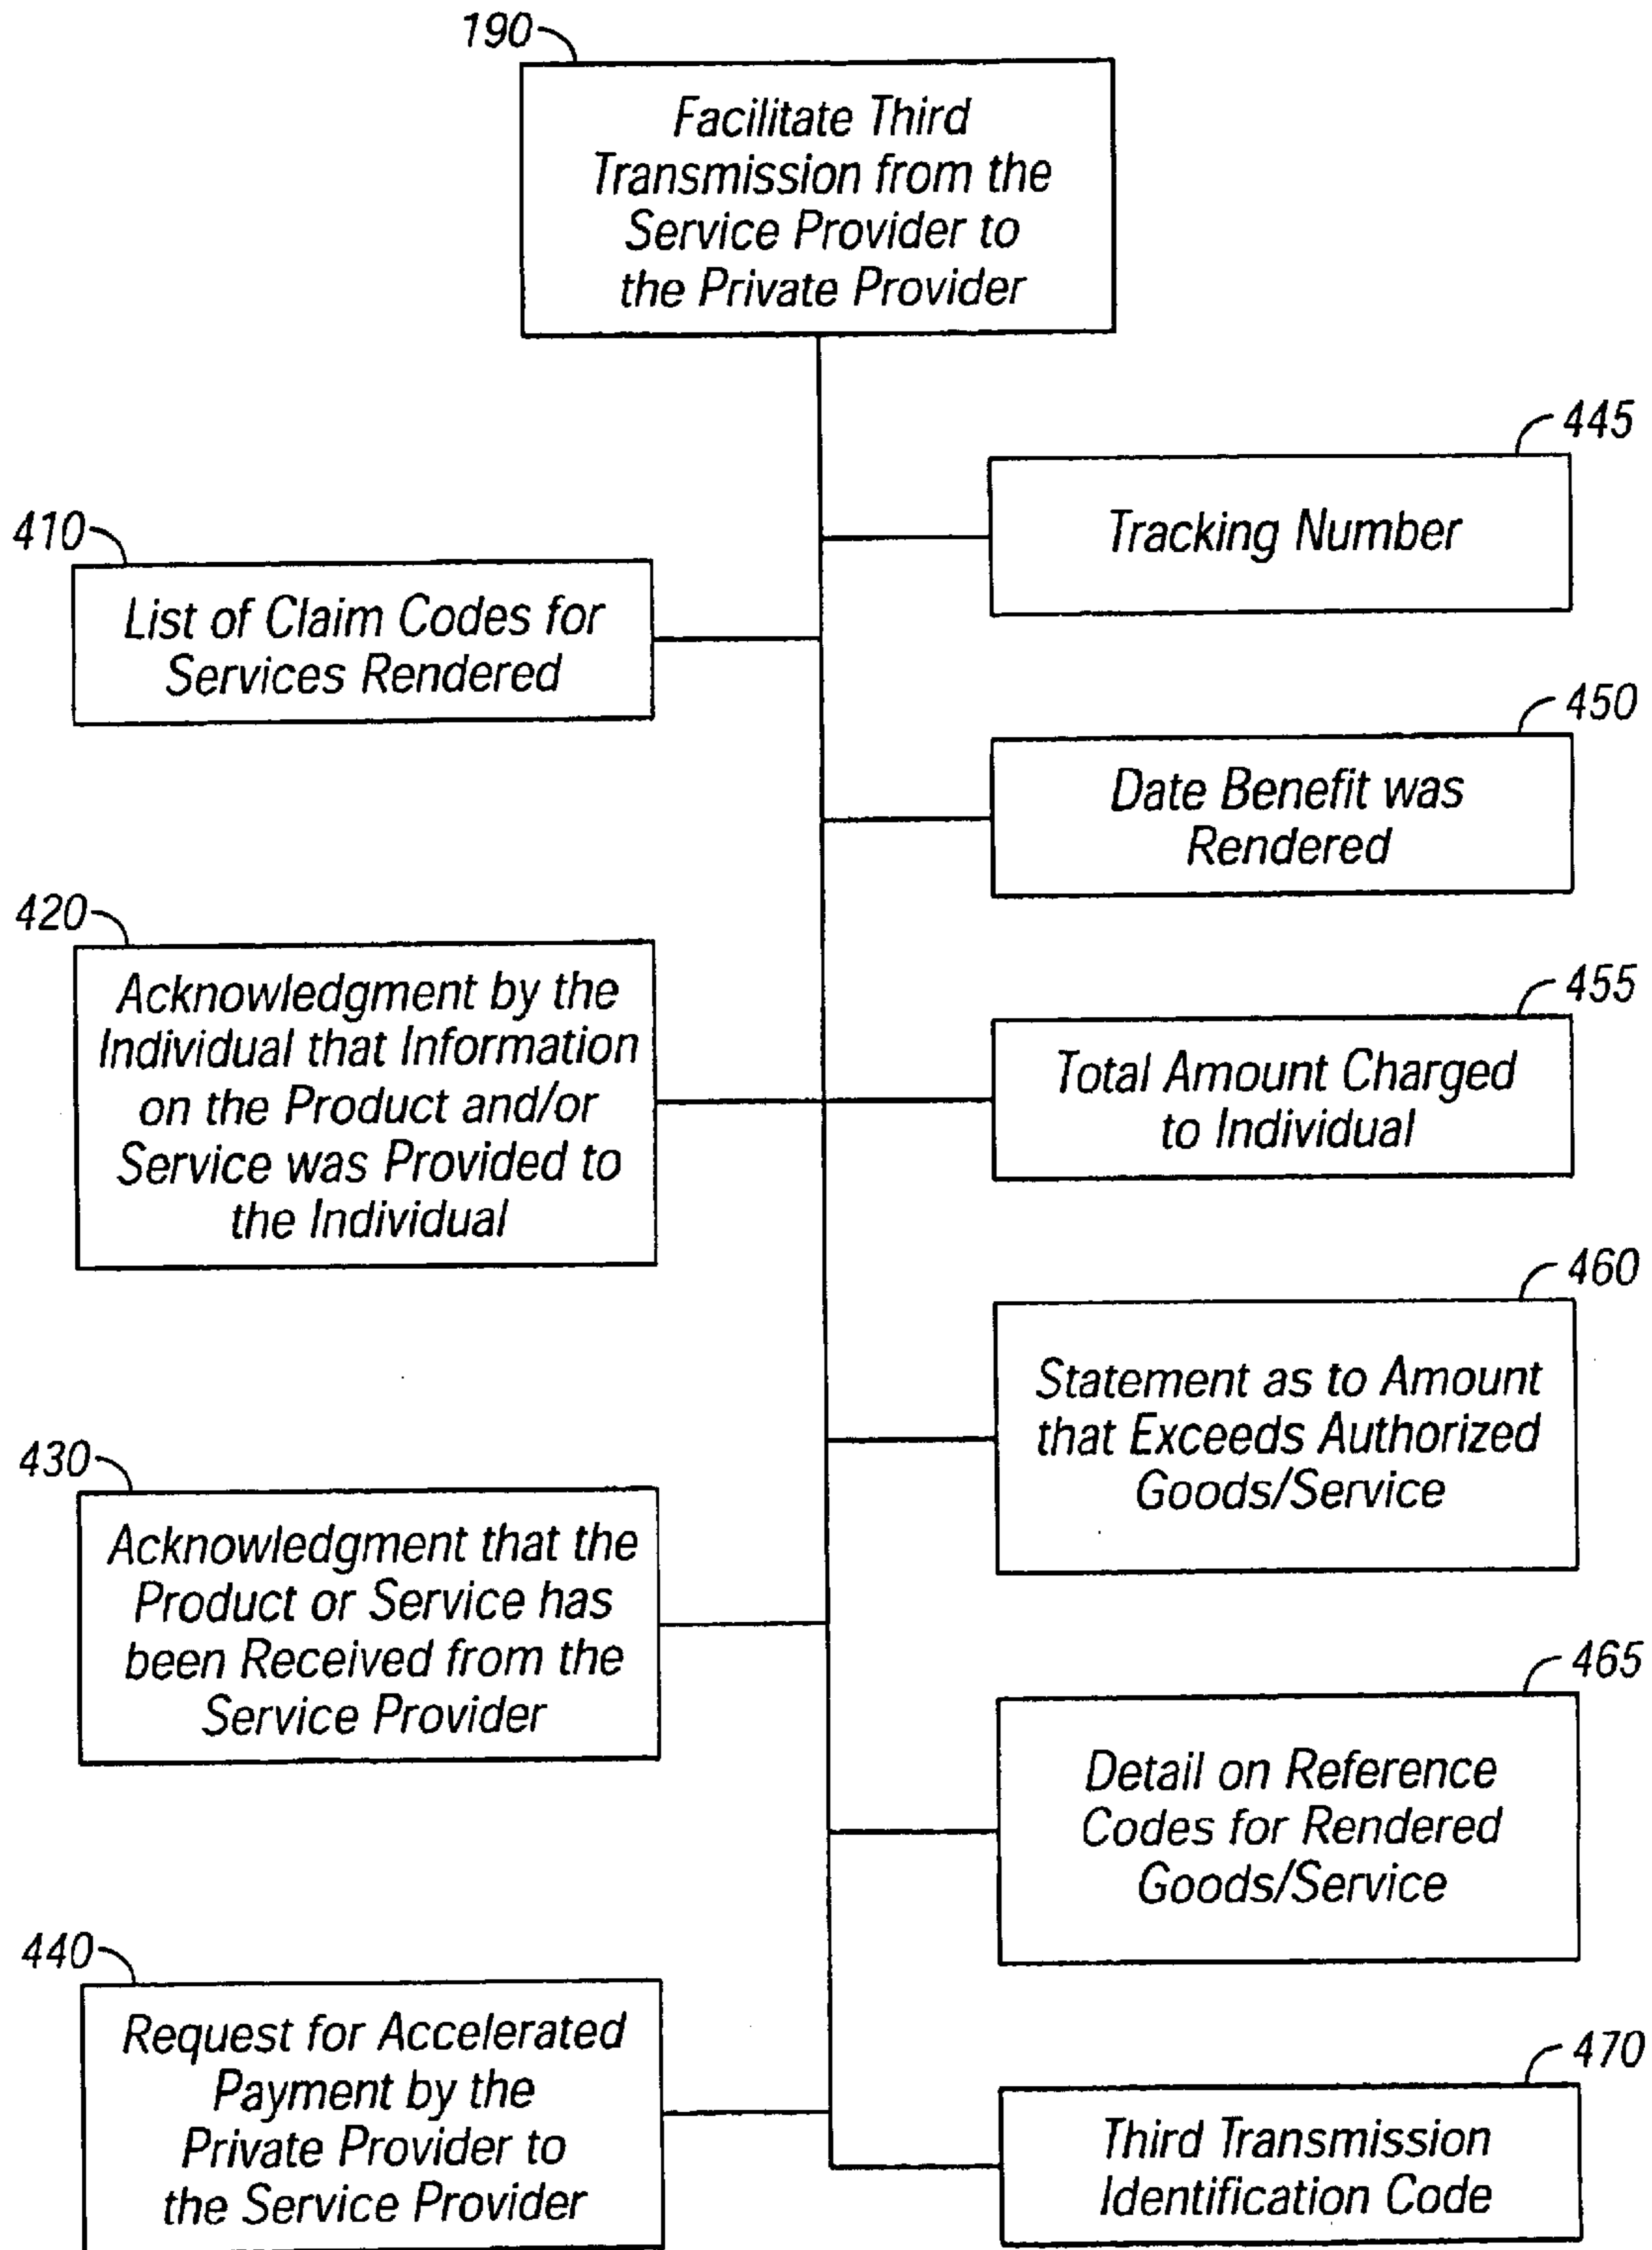 190
Facilitate Third
Transmission from the
Service Provider to
the Private Provider
445
Tracking Number
410
List of Claim Codes for
Services Rendered
450
Date Benefit was
Rendered
420
Acknowledgment by the
Individual that Information
on the Product and/or
Service was Provided to
the Individual
455
Total Amount Charged
to Individual
460
Statement as to Amount
that Exceeds Authorized
Goods/Service
430
Acknowledgment that the
Product or Service has
been Received from the
Service Provider
465
Detail on Reference
Codes for Rendered
Goods/Service
440
Request for Accelerated
Payment by the
Private Provider to
the Service Provider
470
Third Transmission
Identification Code